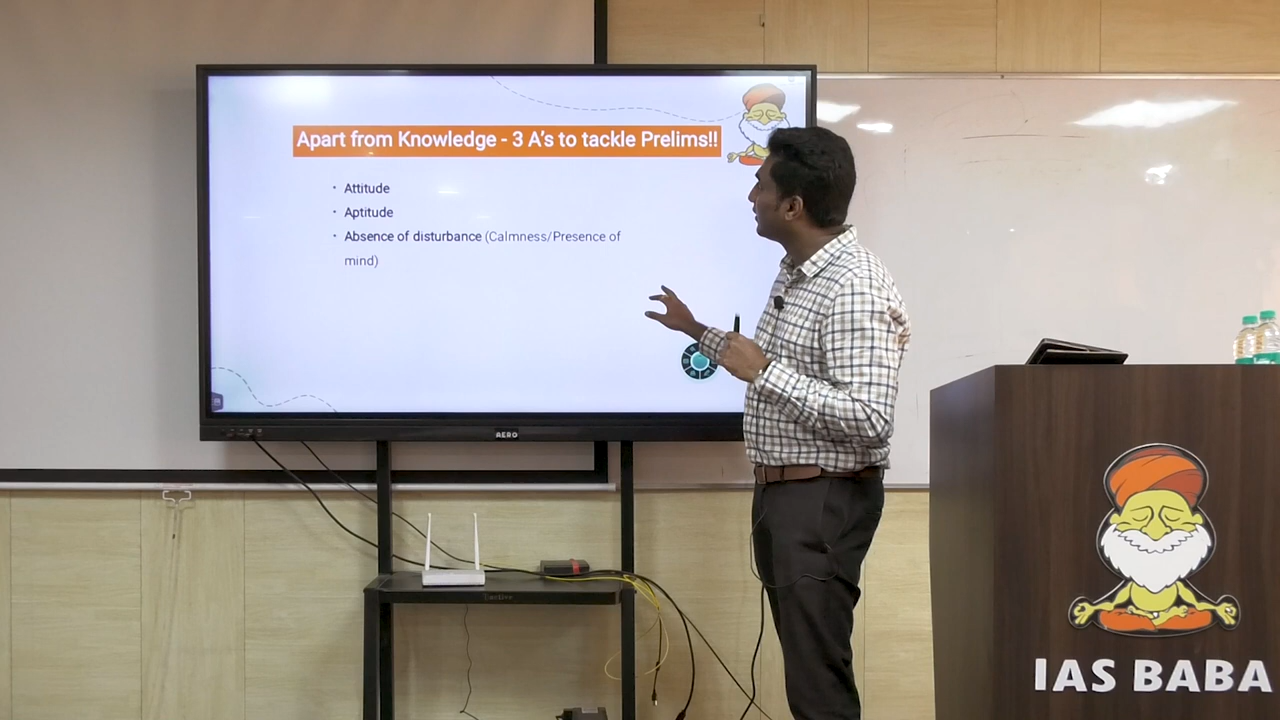 Apart from Knowledge - 3 A's to tackle Prelims!!
• Attitude
• Aptitude
• Absence of disturbance (Calmness/Presence of
mind)
AERO
IAS BABA